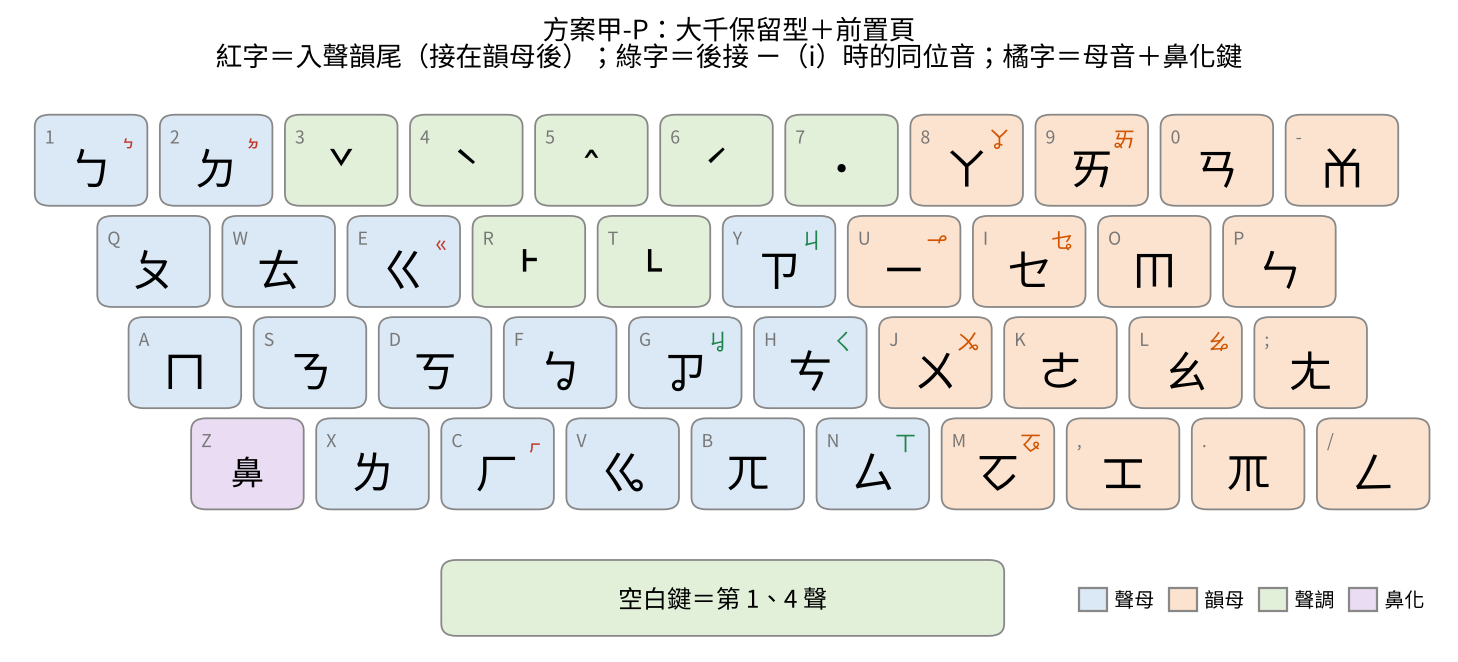 方案甲-P：大千保留型＋前置頁
紅字＝入聲韻尾（接在韻母後）；綠字＝後接 ㄧ（i）時的同位音；橘字＝母音＋鼻化鍵
1 ㄅ ㆴ 2 ㄉ ㆵ 3 ˇ 4 ˋ 5 ˆ 6 ˊ 7 ˙ 8 ㄚ ㆩ 9 ㄞ ㆮ 0 ㄢ - ㆰ
Q ㄆ W ㄊ E ㄍ ㆶ R ㆐ T ㄴ Y ㄗ ㄐ U ㄧ ㆪ I ㆤ ㆥ O ㆬ P ㄣ
A ㄇ S ㄋ D ㄎ F ㆠ G ㆡ ㆢ H ㄘ ㄑ J ㄨ ㆫ K ㄜ L ㄠ ㆯ ; ㄤ
Z 鼻 X ㄌ C ㄏ ㆷ V ㆣ B ㄫ N ㄙ ㄒ M ㆦ ㆧ , ㆲ . ㆱ / ㄥ
空白鍵＝第 1、4 聲
聲母 韻母 聲調 鼻化